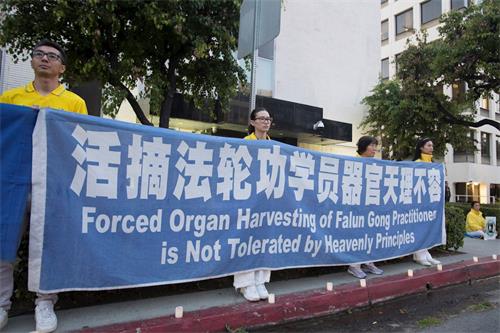 活摘法轮功学员器官天理不容
Forced Organ Harvesting of Falun Gong Practitioner
is Not Tolerated by Heavenly Principles